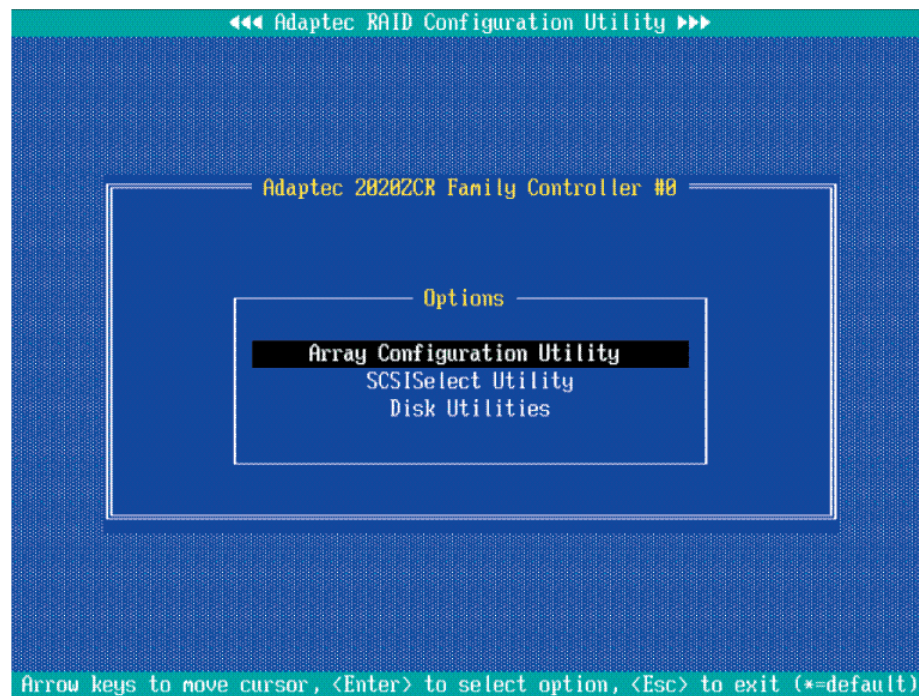 ◄◄◄ Adaptec RAID Configuration Utility ►►►
Adaptec 2020ZCR Family Controller #0
Options
Array Configuration Utility
SCSISelect Utility
Disk Utilities
Arrow keys to move cursor, <Enter> to select option, <Esc> to exit (*=default)